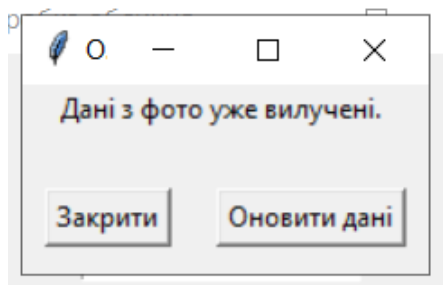 О.
Дані з фото уже вилучені.
Закрити
Оновити дані